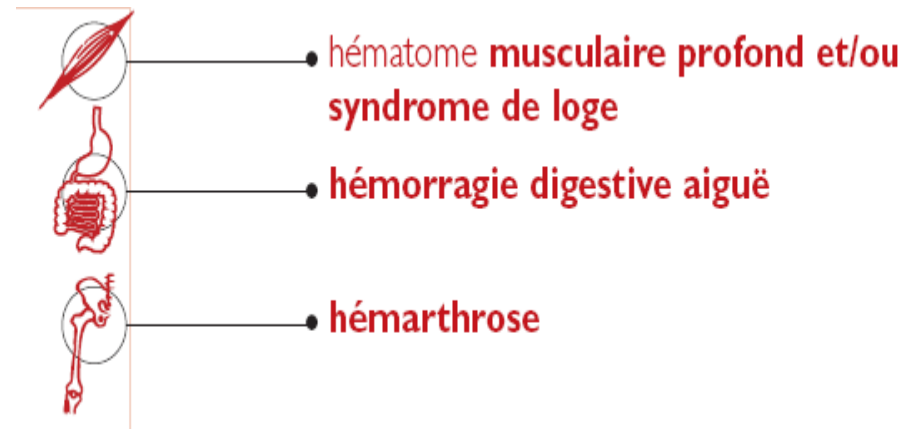 hématome musculaire profond et/ou
syndrome de loge
hémorragie digestive aiguë
hémarthrose